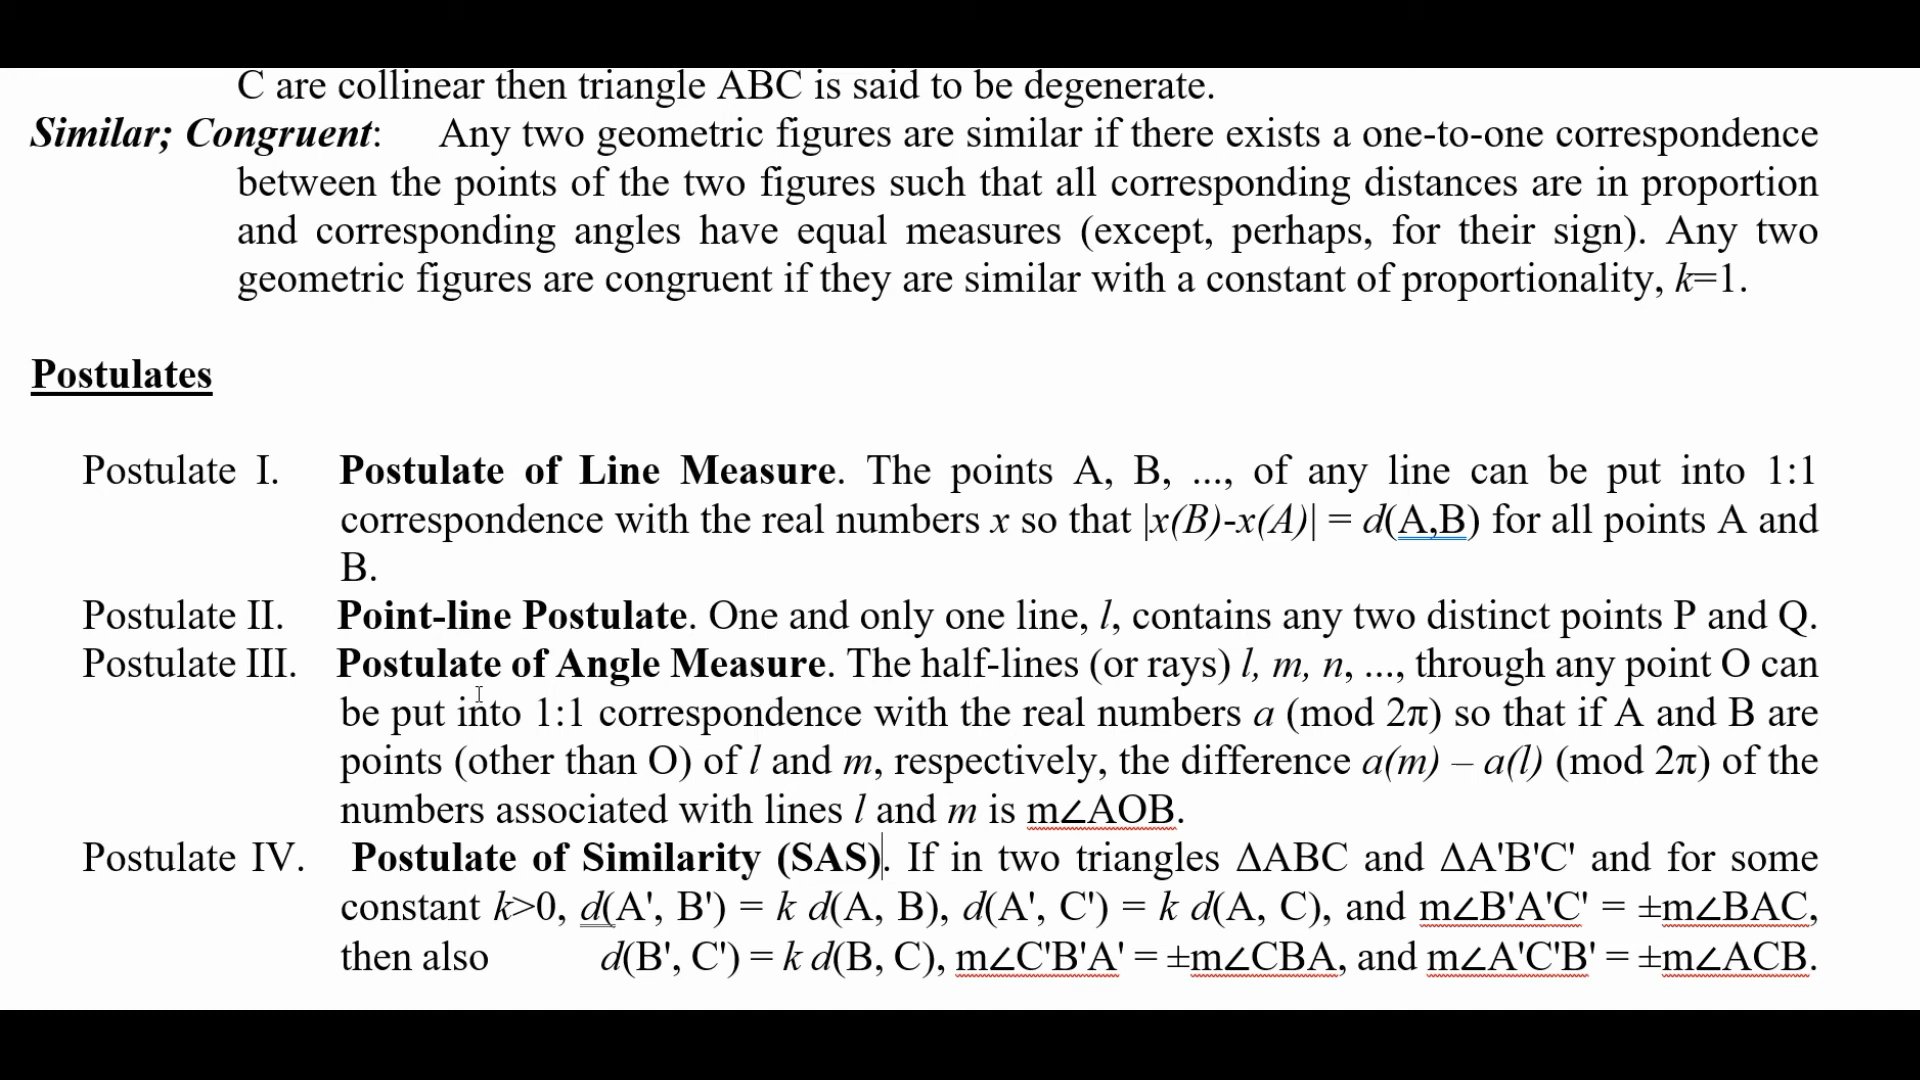 C are collinear then triangle ABC is said to be degenerate.
Similar; Congruent: Any two geometric figures are similar if there exists a one-to-one correspondence
between the points of the two figures such that all corresponding distances are in proportion
and corresponding angles have equal measures (except, perhaps, for their sign). Any two
geometric figures are congruent if they are similar with a constant of proportionality, k=1.
Postulates
Postulate I. Postulate of Line Measure. The points A, B, ..., of any line can be put into 1:1
correspondence with the real numbers x so that |x(B)-x(A)| = d(A,B) for all points A and
B.
Postulate II. Point-line Postulate. One and only one line, l, contains any two distinct points P and Q.
Postulate III. Postulate of Angle Measure. The half-lines (or rays) l, m, n, ..., through any point O can
be put into 1:1 correspondence with the real numbers a (mod 2π) so that if A and B are
points (other than O) of l and m, respectively, the difference a(m) – a(l) (mod 2π) of the
numbers associated with lines l and m is m∠AOB.
Postulate IV. Postulate of Similarity (SAS). If in two triangles ΔABC and ΔA'B'C' and for some
constant k>0, d(A', B') = k d(A, B), d(A', C') = k d(A, C), and m∠B'A'C' = ±m∠BAC,
then also d(B', C') = k d(B, C), m∠C'B'A' = ±m∠CBA, and m∠A'C'B' = ±m∠ACB.